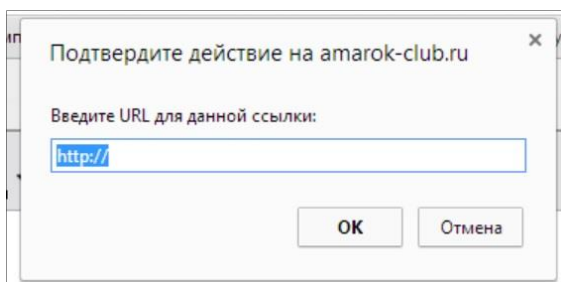 Подтвердите действие на amarok-club.ru
Введите URL для данной ссылки:
http://
OK
Отмена